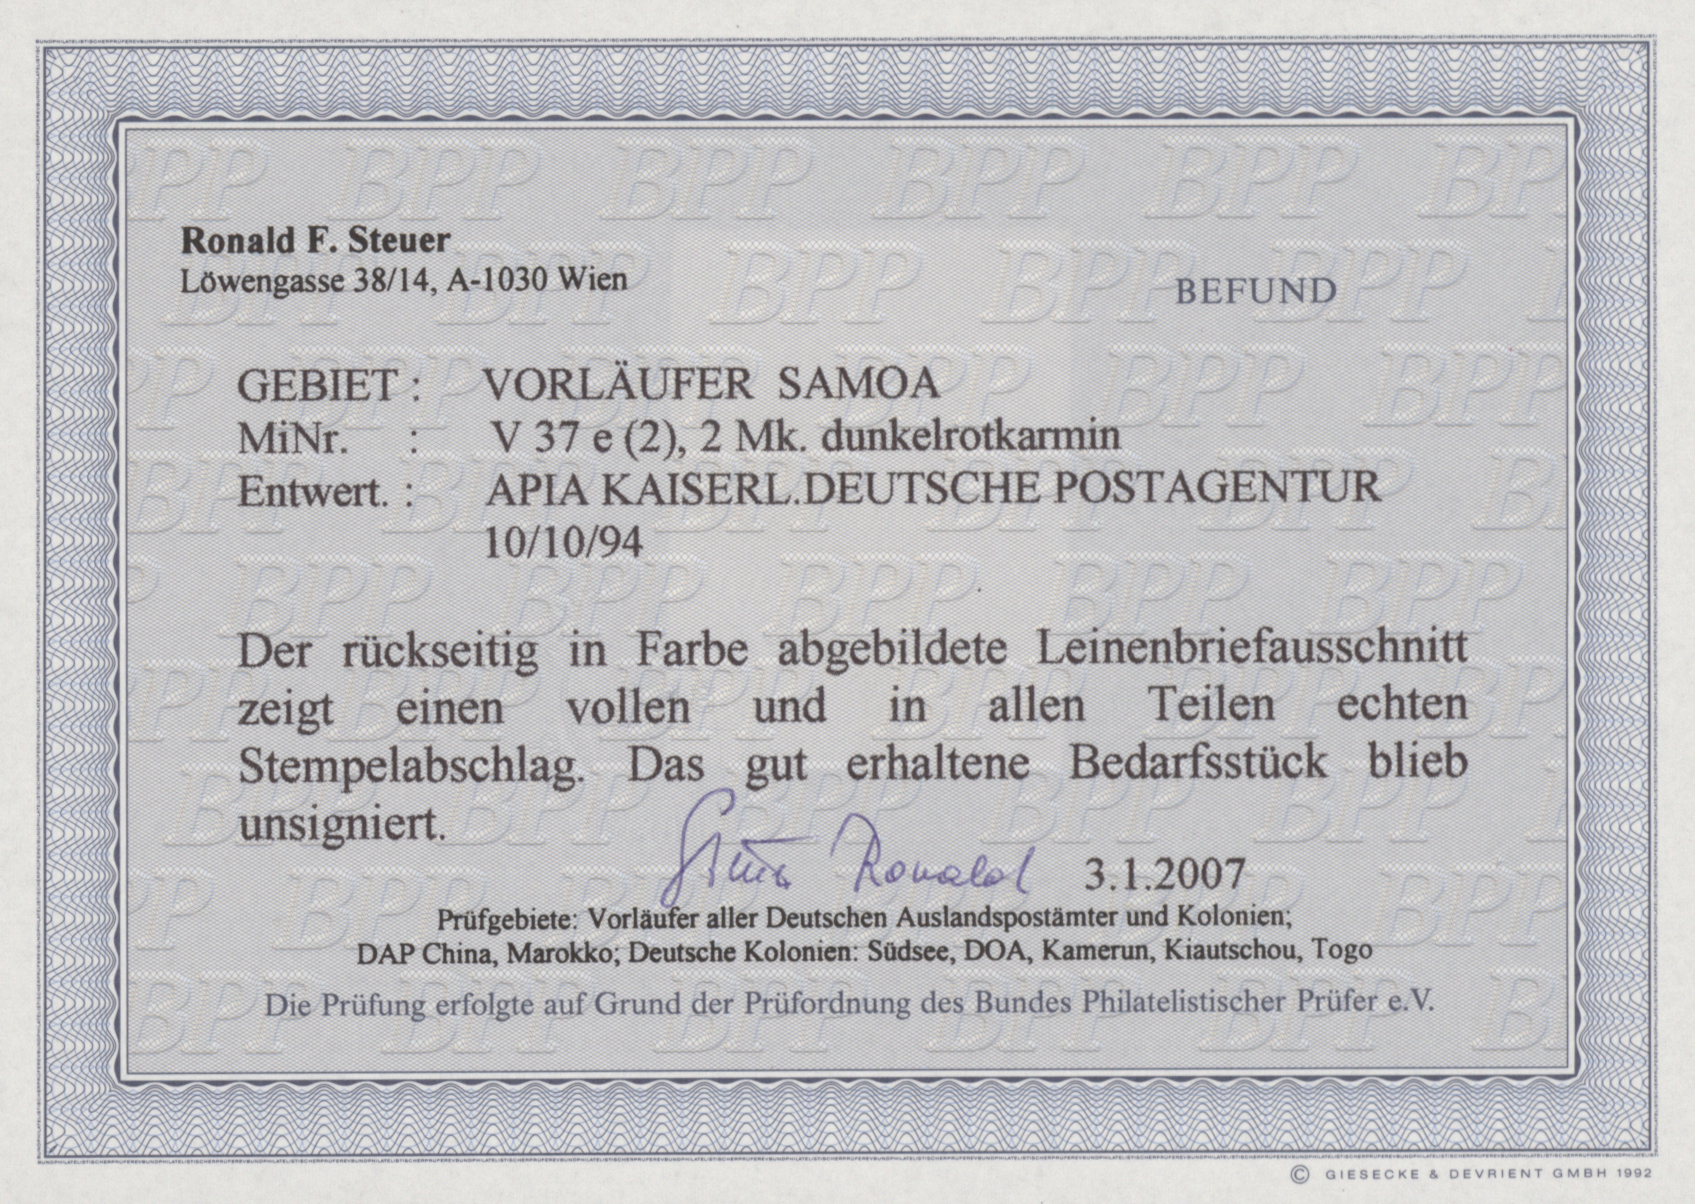 Ronald F. Steuer
Löwengasse 38/14, A-1030 Wien
BEFUND
GEBIET : VORLÄUFER SAMOA
MiNr. : V 37 e (2), 2 Mk. dunkelrotkarmin
Entwert. : APIA KAISERL.DEUTSCHE POSTAGENTUR
10/10/94
Der rückseitig in Farbe abgebildete Leinenbriefausschnitt
zeigt einen vollen und in allen Teilen echten
Stempelabschlag. Das gut erhaltene Bedarfsstück blieb
unsigniert.
Steuer Ronald 3.1.2007
Prüfgebiete: Vorläufer aller Deutschen Auslandspostämter und Kolonien;
DAP China, Marokko; Deutsche Kolonien: Südsee, DOA, Kamerun, Kiautschou, Togo
Die Prüfung erfolgte auf Grund der Prüfordnung des Bundes Philatelistischer Prüfer e.V.
© GIESECKE & DEVRIENT GMBH 1992